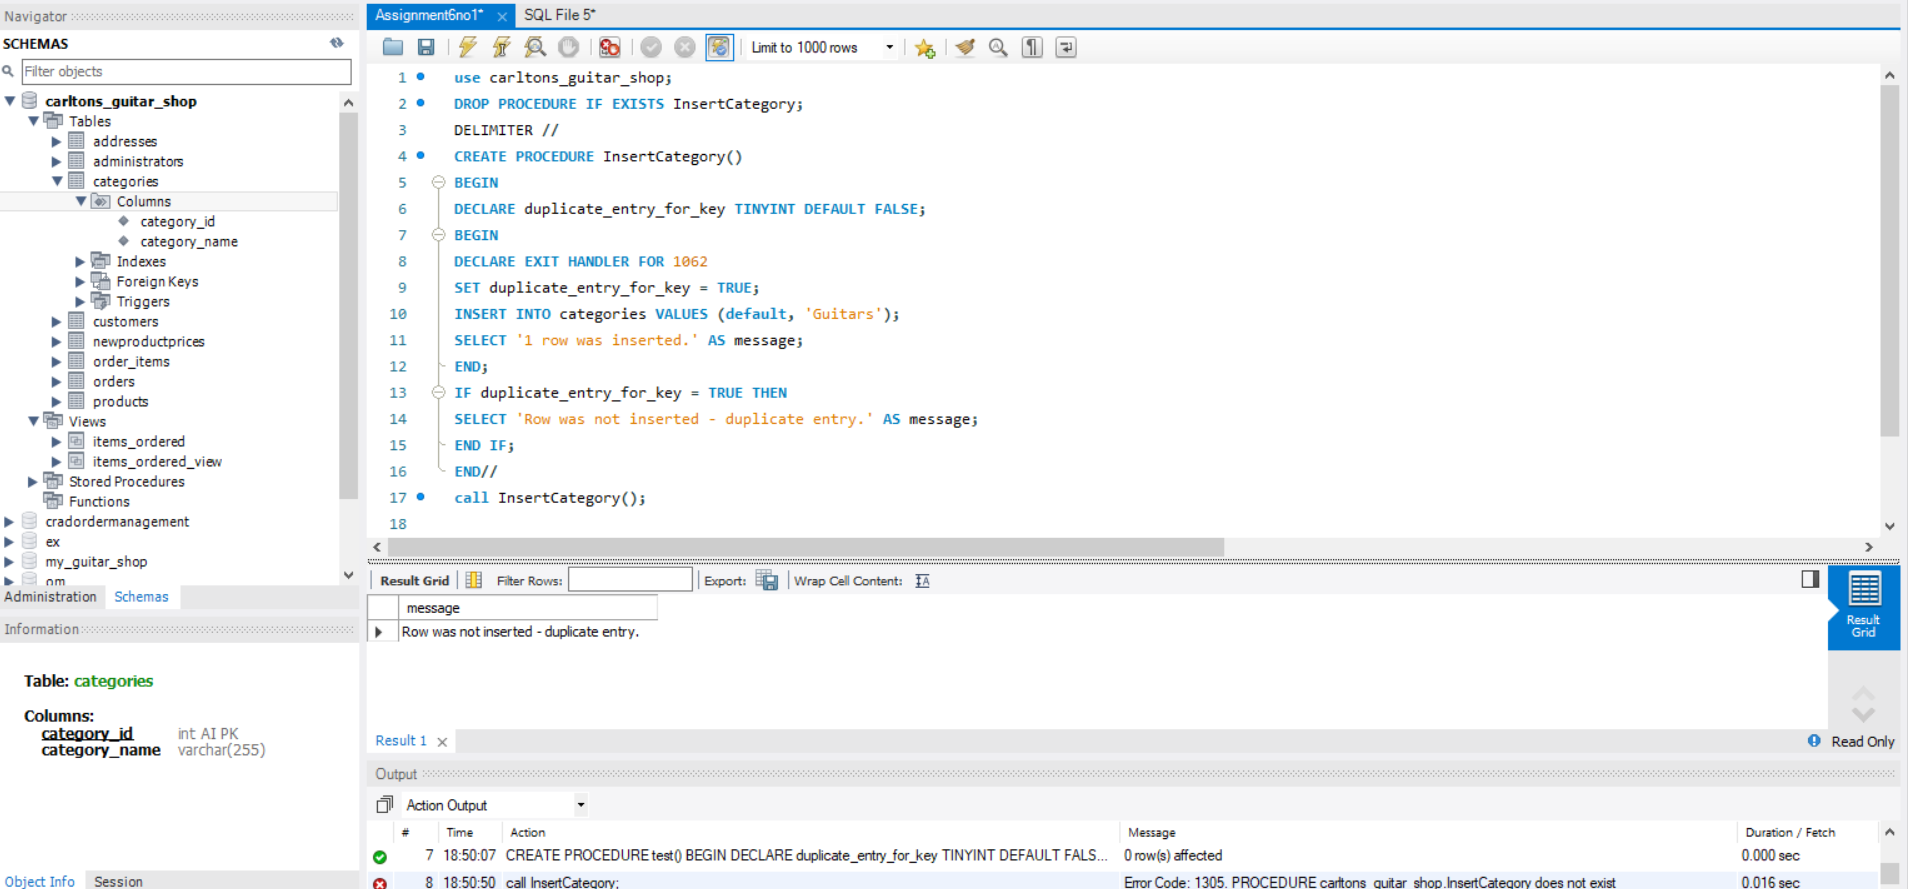 Navigator
SCHEMAS
Filter objects
carltons_guitar_shop
Tables
addresses
administrators
categories
Columns
category_id
category_name
Indexes
Foreign Keys
Triggers
customers
newproductprices
order_items
orders
products
Views
items_ordered
items_ordered_view
Stored Procedures
Functions
cradordermanagement
ex
my_guitar_shop
om
Administration Schemas
Information
Table: categories
Columns:
category_id int AI PK
category_name varchar(255)
Object Info Session
Assignment6no1* SQL File 5*
Limit to 1000 rows
1 use carltons_guitar_shop;
2 DROP PROCEDURE IF EXISTS InsertCategory;
3 DELIMITER //
4 CREATE PROCEDURE InsertCategory()
5 BEGIN
6 DECLARE duplicate_entry_for_key TINYINT DEFAULT FALSE;
7 BEGIN
8 DECLARE EXIT HANDLER FOR 1062
9 SET duplicate_entry_for_key = TRUE;
10 INSERT INTO categories VALUES (default, 'Guitars');
11 SELECT '1 row was inserted.' AS message;
12 END;
13 IF duplicate_entry_for_key = TRUE THEN
14 SELECT 'Row was not inserted - duplicate entry.' AS message;
15 END IF;
16 END//
17 call InsertCategory();
18
Result Grid Filter Rows: Export: Wrap Cell Content:
message
Row was not inserted - duplicate entry.
Result Grid
Result 1 Read Only
Output
Action Output
# Time Action Message Duration / Fetch
7 18:50:07 CREATE PROCEDURE test() BEGIN DECLARE duplicate_entry_for_key TINYINT DEFAULT FALS... 0 row(s) affected 0.000 sec
8 18:50:50 call InsertCategory; Error Code: 1305. PROCEDURE carltons_guitar_shop.InsertCategory does not exist 0.016 sec